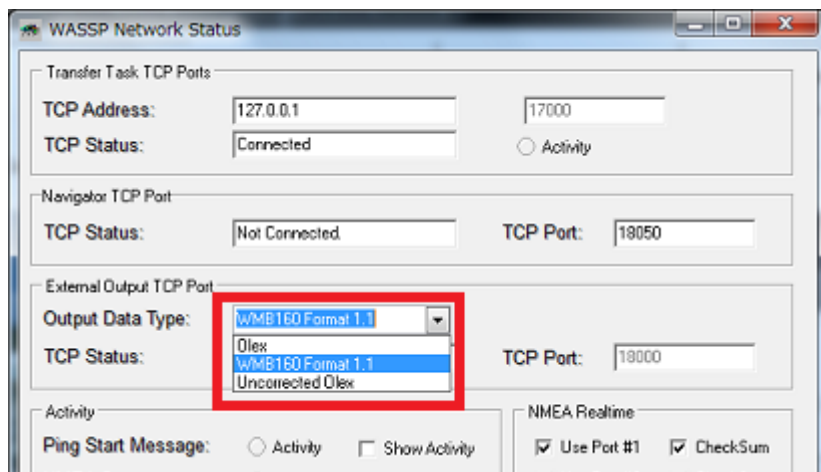 WASSP Network Status
Transfer Task TCP Ports
TCP Address: 127.0.0.1 17000
TCP Status: Connected Activity
Navigator TCP Port
TCP Status: Not Connected. TCP Port: 18050
External Output TCP Port
Output Data Type: WMB160 Format 1.1
Olex
TCP Status: WMB160 Format 1.1 TCP Port: 18000
Uncorrected Olex
Activity NMEA Realtime
Ping Start Message: Activity Show Activity Use Port #1 CheckSum